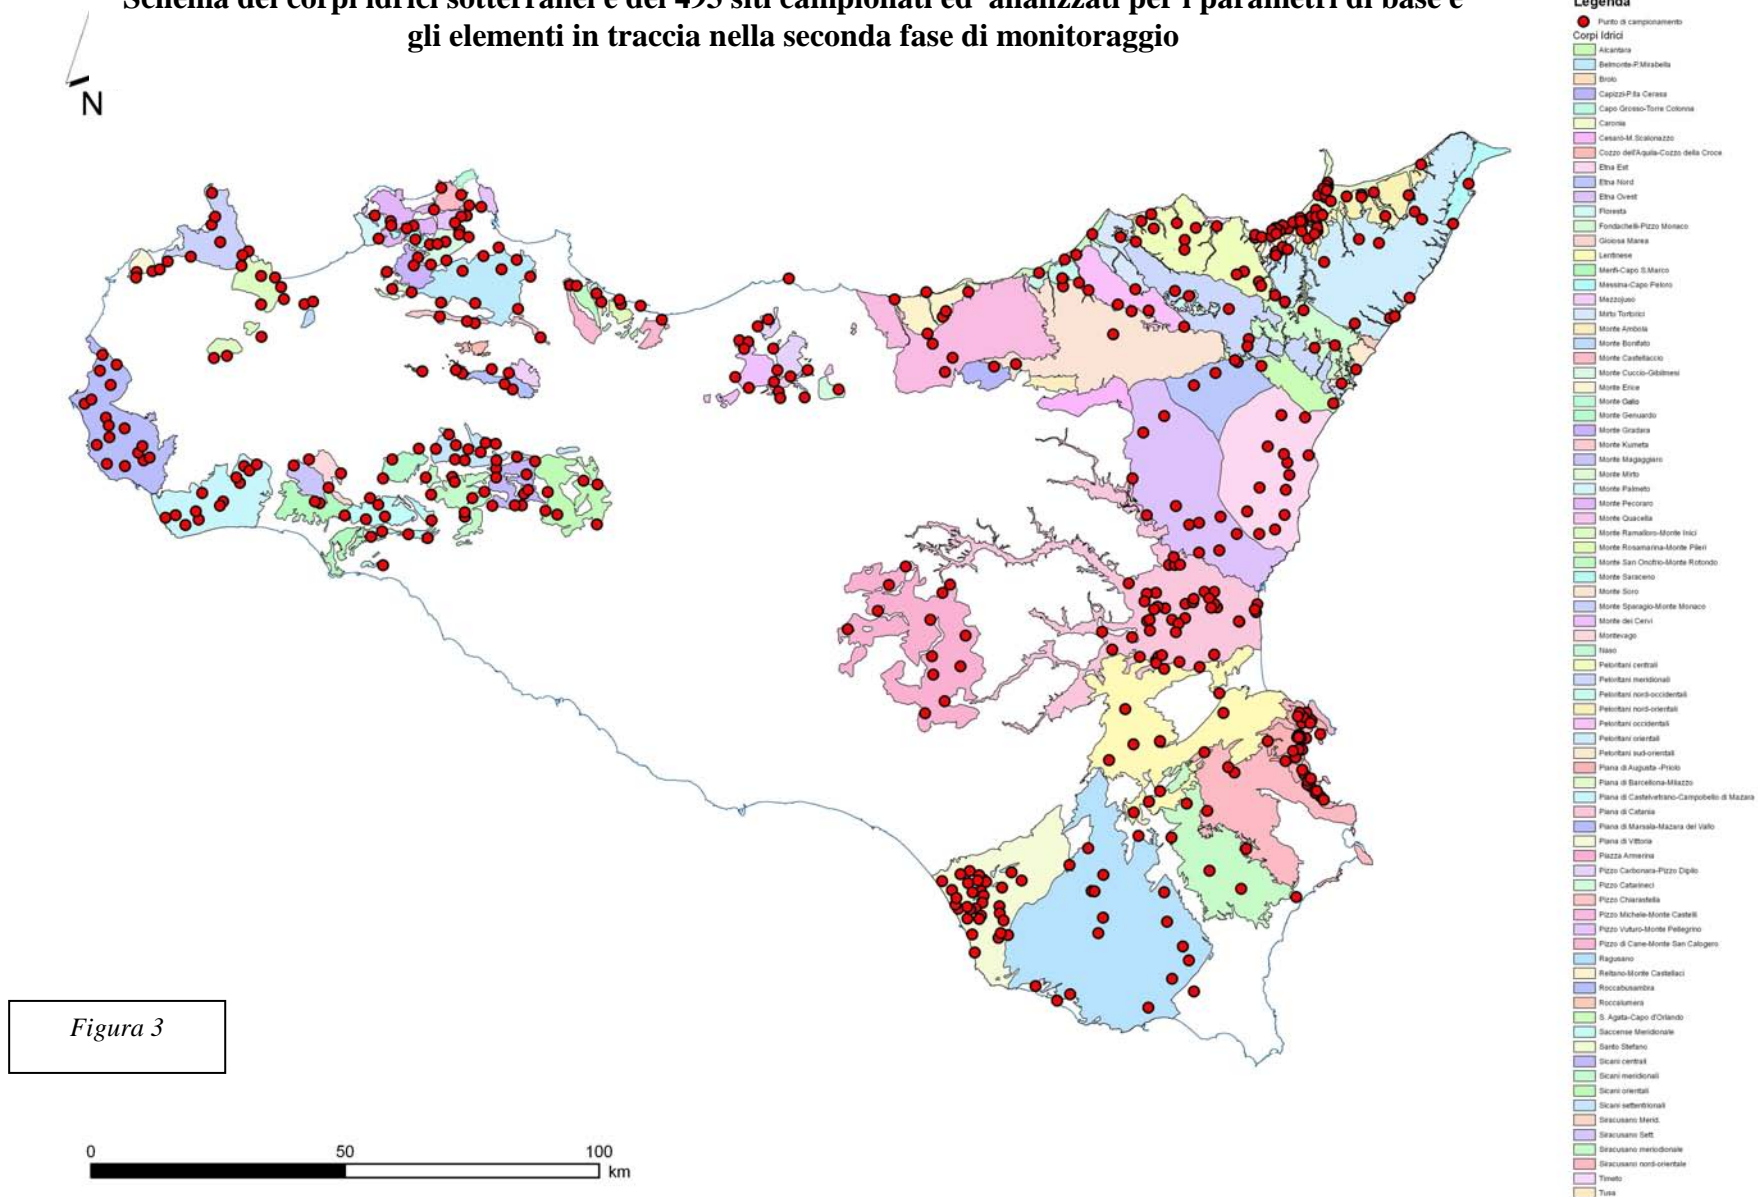 Schema dei corpi idrici sotterranei e dei 493 siti campionati ed analizzati per i parametri di base e
gli elementi in traccia nella seconda fase di monitoraggio
N
Figura 3
0 50 100
km
Legenda
Punto di campionamento
Corpi Idrici
Alcantara
Belmonte-P.Mirabella
Brolo
Capizzi-P.lla Cerasa
Capo Grosso-Torre Colonna
Caronia
Cesarò-M.Scalonazzo
Cozzo dell'Aquila-Cozzo della Croce
Etna Est
Etna Nord
Etna Ovest
Floresta
Fondachelli-Pizzo Monaco
Gioiosa Marea
Lentinese
Menfi-Capo S.Marco
Messina-Capo Peloro
Mezzojuso
Mirto Tortorici
Monte Ambola
Monte Bonifato
Monte Castellaccio
Monte Cuccio-Gibilmesi
Monte Erice
Monte Gallo
Monte Genuardo
Monte Gradara
Monte Kumeta
Monte Magaggiaro
Monte Mirto
Monte Palmeto
Monte Pecoraro
Monte Quacella
Monte Ramalloro-Monte Inici
Monte Rosamarina-Monte Pileri
Monte San Onofrio-Monte Rotondo
Monte Saraceno
Monte Soro
Monte Sparagio-Monte Monaco
Monte dei Cervi
Montevago
Naso
Peloritani centrali
Peloritani meridionali
Peloritani nord-occidentali
Peloritani nord-orientali
Peloritani occidentali
Peloritani orientali
Peloritani sud-orientali
Piana di Augusta -Priolo
Piana di Barcellona-Milazzo
Piana di Castelvetrano-Campobello di Mazara
Piana di Catania
Piana di Marsala-Mazara del Vallo
Piana di Vittoria
Piazza Armerina
Pizzo Carbonara-Pizzo Dipilo
Pizzo Catarineci
Pizzo Chiarastella
Pizzo Michele-Monte Castelli
Pizzo Vuturo-Monte Pellegrino
Pizzo di Cane-Monte San Calogero
Ragusano
Reitano-Monte Castellaci
Roccabusambra
Roccalumera
S. Agata-Capo d'Orlando
Saccense Meridionale
Santo Stefano
Sicani centrali
Sicani meridionali
Sicani orientali
Sicani settentrionali
Siracusano Merid.
Siracusano Sett.
Siracusano meridionale
Siracusano nord-orientale
Timeto
Tusa